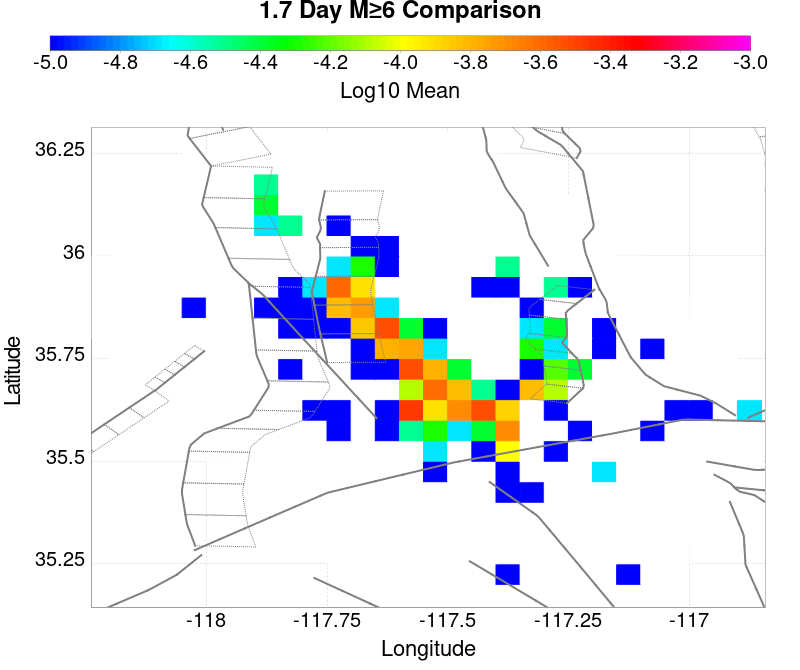 1.7 Day M≥6 Comparison
-5.0 -4.8 -4.6 -4.4 -4.2 -4.0 -3.8 -3.6 -3.4 -3.2 -3.0
Log10 Mean
36.25
36
35.75
35.5
35.25
Latitude
-118 -117.75 -117.5 -117.25 -117
Longitude